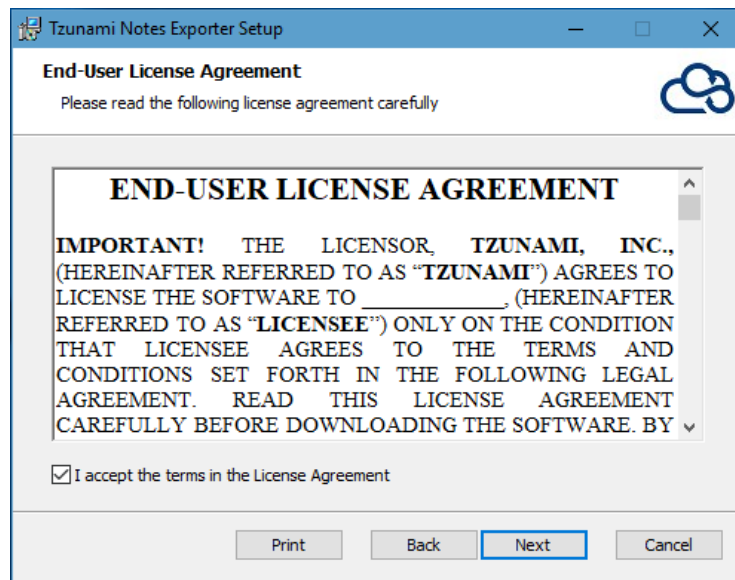 Tzunami Notes Exporter Setup
End-User License Agreement
Please read the following license agreement carefully
END-USER LICENSE AGREEMENT
IMPORTANT! THE LICENSOR, TZUNAMI, INC.,
(HEREINAFTER REFERRED TO AS “TZUNAMI”) AGREES TO
LICENSE THE SOFTWARE TO ____________, (HEREINAFTER
REFERRED TO AS “LICENSEE”) ONLY ON THE CONDITION
THAT LICENSEE AGREES TO THE TERMS AND
CONDITIONS SET FORTH IN THE FOLLOWING LEGAL
AGREEMENT. READ THIS LICENSE AGREEMENT
CAREFULLY BEFORE DOWNLOADING THE SOFTWARE. BY
I accept the terms in the License Agreement
Print Back Next Cancel